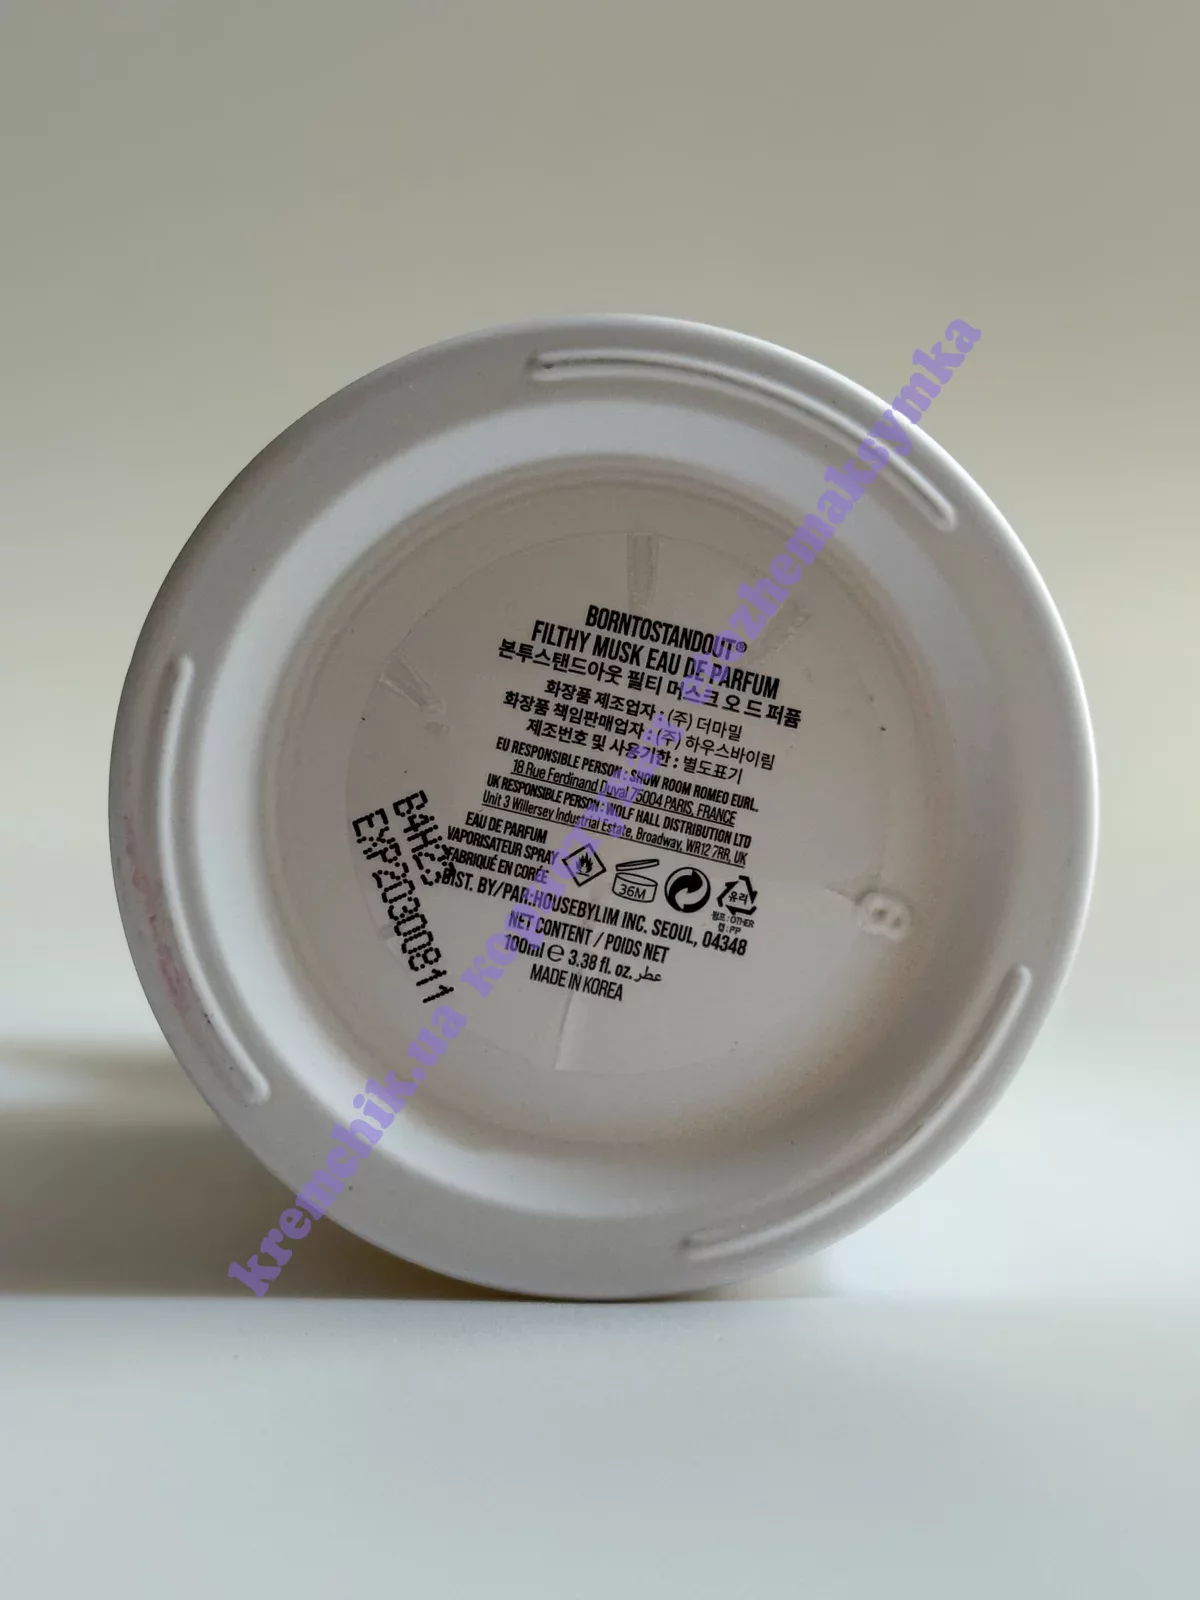 BORNTOSTANDOUT®
FILTHY MUSK EAU DE PARFUM
본투스탠드아웃 필티 머스크 오 드 퍼퓸
화장품 제조업자 : (주) 더마밀
화장품 책임판매업자 : (주) 하우스바이림
제조번호 및 사용기한 : 별도표기
EU RESPONSIBLE PERSON : SHOW ROOM ROMEO EURL.
18 Rue Ferdinand Duval 75004 PARIS, FRANCE
UK RESPONSIBLE PERSON : WOLF HALL DISTRIBUTION LTD
Unit 3 Willersey Industrial Estate, Broadway, WR12 7RR, UK
EAU DE PARFUM
VAPORISATEUR SPRAY
FABRIQUÉ EN CORÉE
36M
유리
펌프 : OTHER
캡 : PP
DIST. BY/PAR:HOUSEBYLIM INC. SEOUL, 04348
NET CONTENT / POIDS NET
100ml ℮ 3.38 fl. oz. عطر
MADE IN KOREA
EXP20300811
kremchik.ua